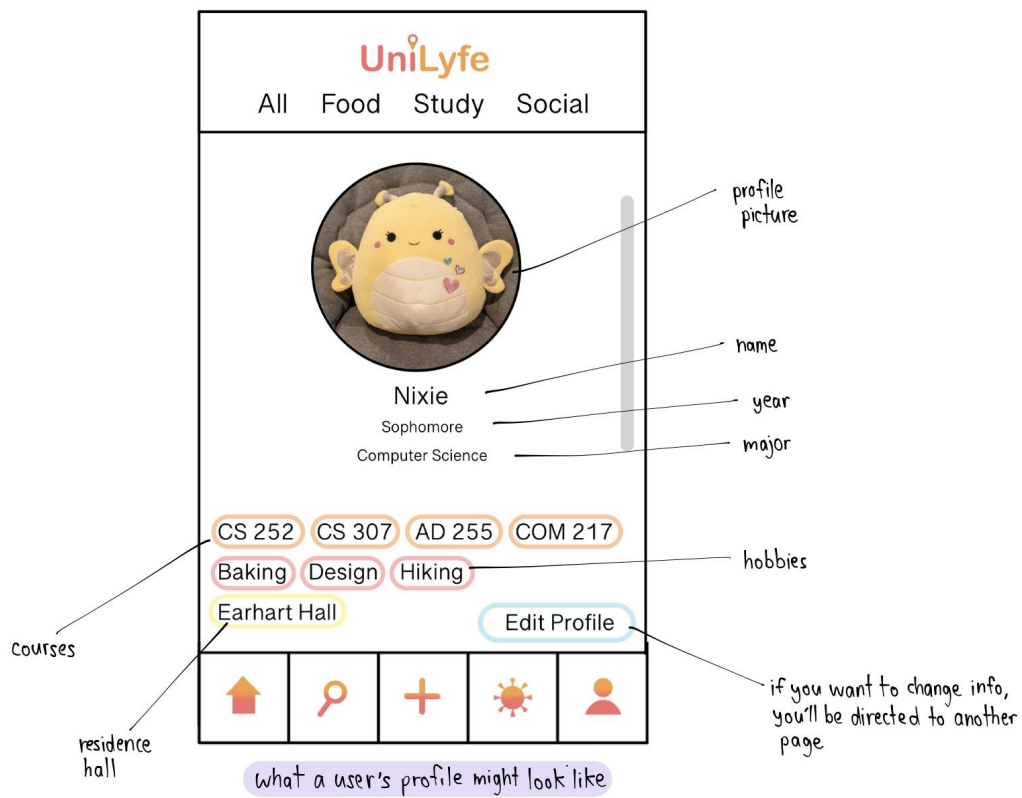 UniLyfe
All Food Study Social
profile
picture
Nixie
name
Sophomore
year
Computer Science
major
CS 252 CS 307 AD 255 COM 217
courses
Baking Design Hiking
hobbies
Earhart Hall
residence
hall
Edit Profile
if you want to change info,
you'll be directed to another
page
what a user's profile might look like